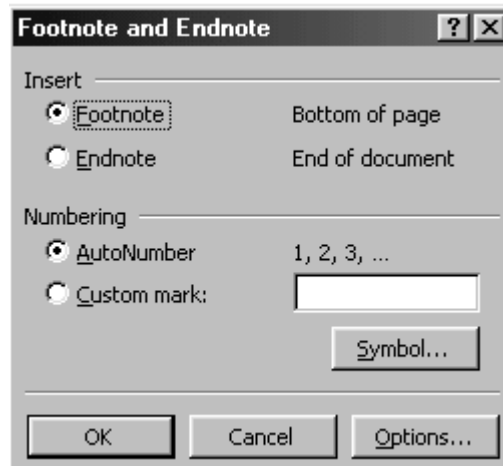 Footnote and Endnote ? X
Insert
Footnote Bottom of page
Endnote End of document
Numbering
AutoNumber 1, 2, 3, ...
Custom mark:
Symbol...
OK Cancel Options...